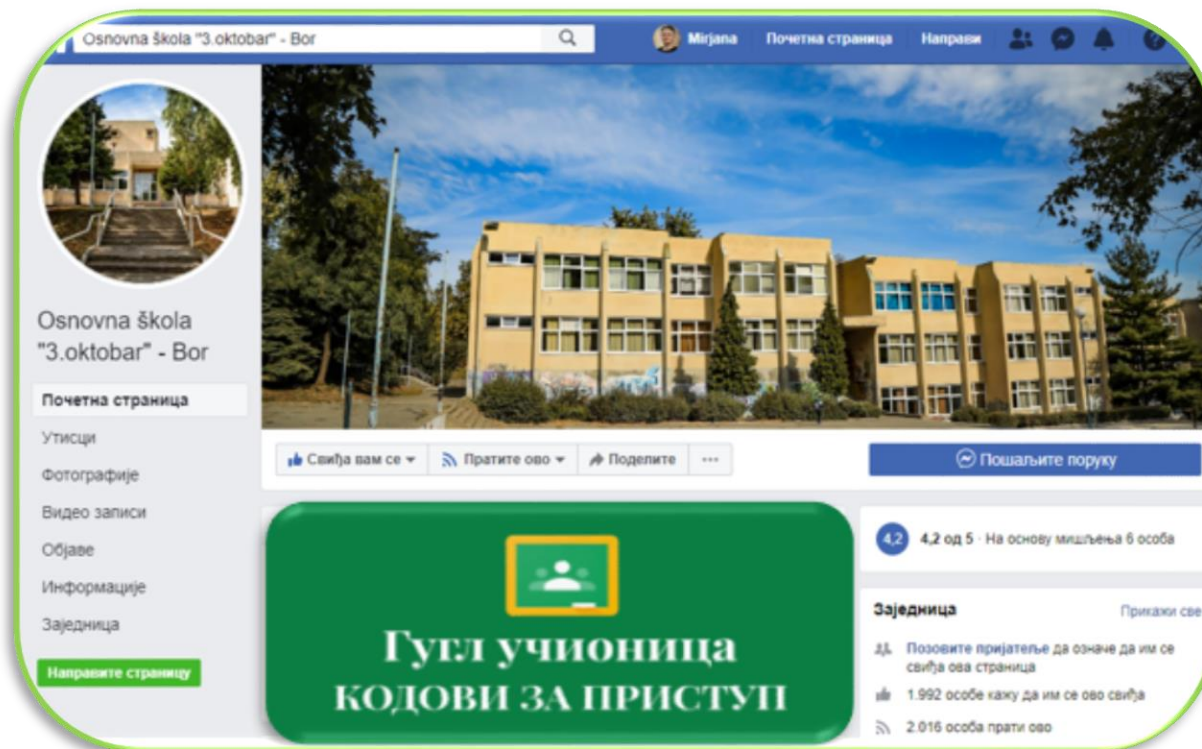 Osnovna škola "3.oktobar" - Bor
Mirjana
Почетна страница
Направи
Osnovna škola
"3.oktobar" - Bor
Почетна страница
Утисци
Фотографије
Видео записи
Објаве
Информације
Заједница
Направите страницу
Свиђа вам се
Пратите ово
Поделите
Пошаљите поруку
Гугл учионица
КОДОВИ ЗА ПРИСТУП
4,2
4,2 од 5 · На основу мишљења 6 особа
Заједница
Прикажи све
Позовите пријатеље да означе да им се
свиђа ова страница
1.992 особе кажу да им се ово свиђа
2.016 особа прати ово